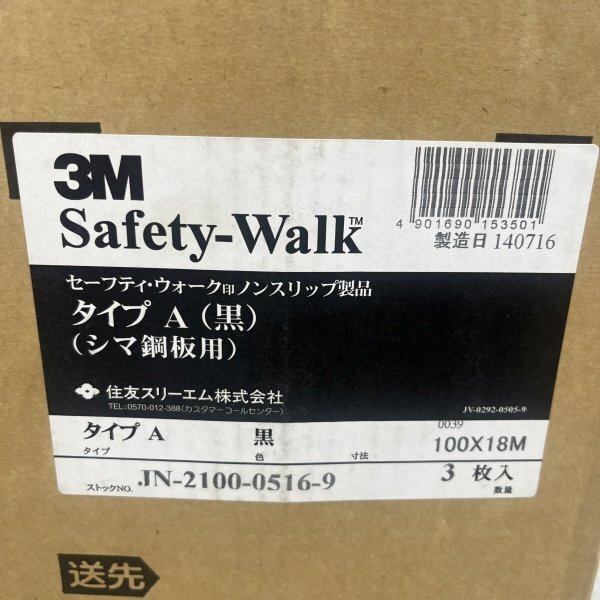 3M
Safety-Walk™
4 901690 153501
製造日 140716
セーフティ・ウォーク印 ノンスリップ製品
タイプ A (黒)
(シマ鋼板用)
住友スリーエム株式会社
TEL:0570-012-388(カスタマーコールセンター)
JV-0292-0505-9
タイプ A 黒 0039 100X18M
タイプ 色 寸法
ストックNO. JN-2100-0516-9 3 枚入
数量
送先